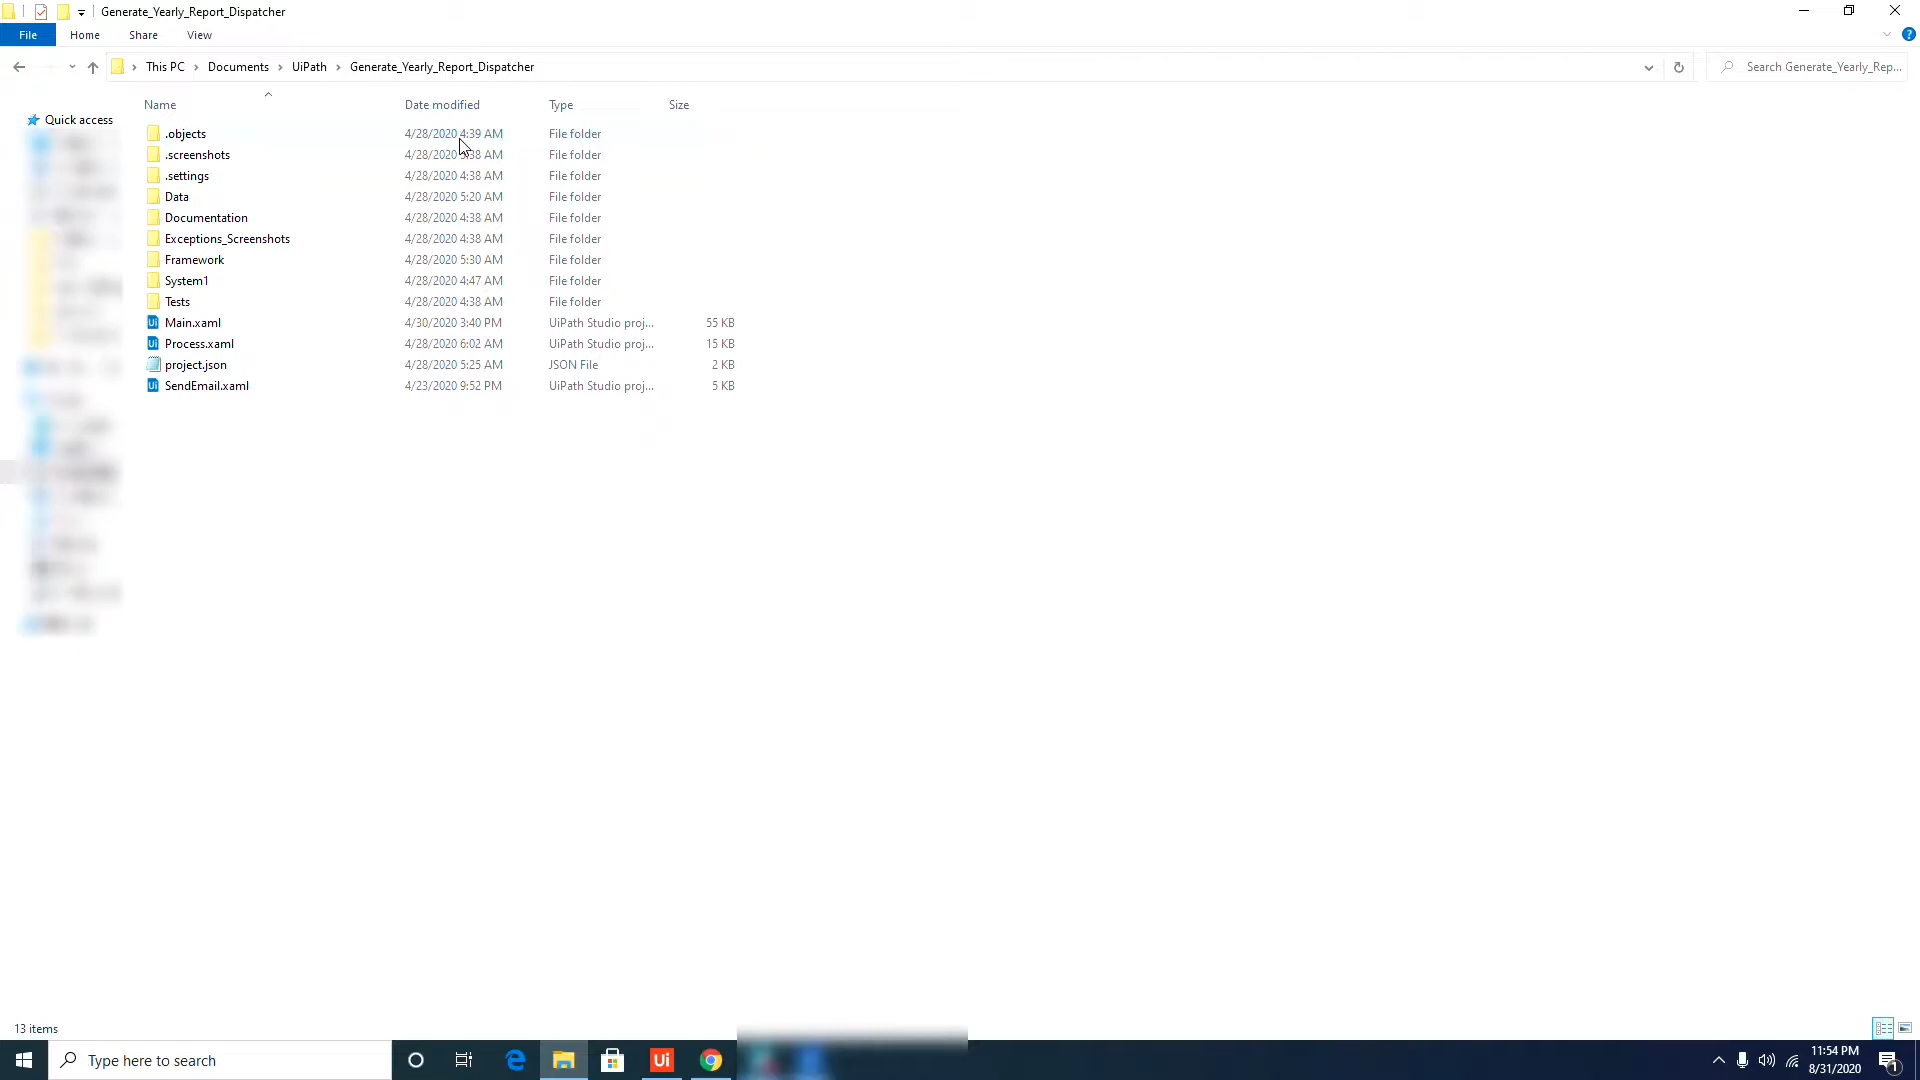 Generate_Yearly_Report_Dispatcher
File Home Share View
This PC > Documents > UiPath > Generate_Yearly_Report_Dispatcher
Search Generate_Yearly_Rep...
Name Date modified Type Size
Quick access
.objects 4/28/2020 4:39 AM File folder
.screenshots 4/28/2020 :38 AM File folder
.settings 4/28/2020 4:38 AM File folder
Data 4/28/2020 5:20 AM File folder
Documentation 4/28/2020 4:38 AM File folder
Exceptions_Screenshots 4/28/2020 4:38 AM File folder
Framework 4/28/2020 5:30 AM File folder
System1 4/28/2020 4:47 AM File folder
Tests 4/28/2020 4:38 AM File folder
Main.xaml 4/30/2020 3:40 PM UiPath Studio proj... 55 KB
Process.xaml 4/28/2020 6:02 AM UiPath Studio proj... 15 KB
project.json 4/28/2020 5:25 AM JSON File 2 KB
SendEmail.xaml 4/23/2020 9:52 PM UiPath Studio proj... 5 KB
13 items
Type here to search
Ui
11:54 PM
8/31/2020
1